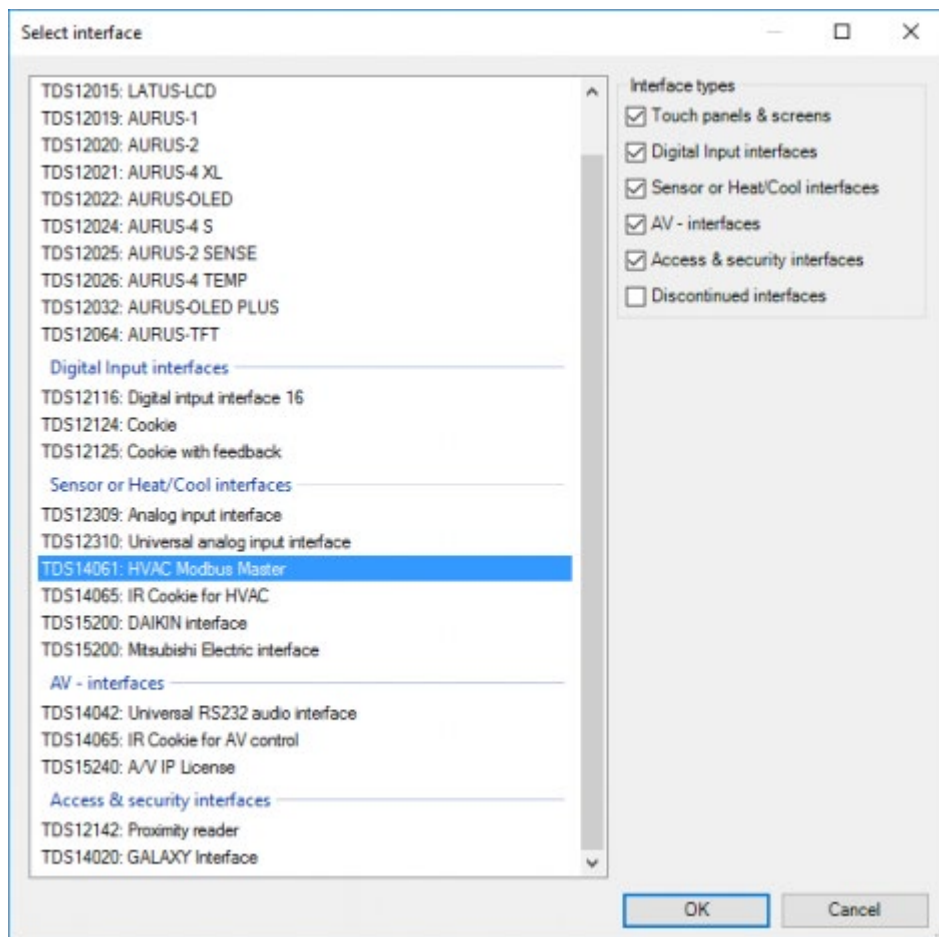 Select interface
TDS12015: LATUS-LCD
TDS12019: AURUS-1
TDS12020: AURUS-2
TDS12021: AURUS-4 XL
TDS12022: AURUS-OLED
TDS12024: AURUS-4 S
TDS12025: AURUS-2 SENSE
TDS12026: AURUS-4 TEMP
TDS12032: AURUS-OLED PLUS
TDS12064: AURUS-TFT
Digital Input interfaces
TDS12116: Digital intput interface 16
TDS12124: Cookie
TDS12125: Cookie with feedback
Sensor or Heat/Cool interfaces
TDS12309: Analog input interface
TDS12310: Universal analog input interface
TDS14061: HVAC Modbus Master
TDS14065: IR Cookie for HVAC
TDS15200: DAIKIN interface
TDS15200: Mitsubishi Electric interface
AV - interfaces
TDS14042: Universal RS232 audio interface
TDS14065: IR Cookie for AV control
TDS15240: A/V IP License
Access & security interfaces
TDS12142: Proximity reader
TDS14020: GALAXY Interface
Interface types
Touch panels & screens
Digital Input interfaces
Sensor or Heat/Cool interfaces
AV - interfaces
Access & security interfaces
Discontinued interfaces
OK
Cancel